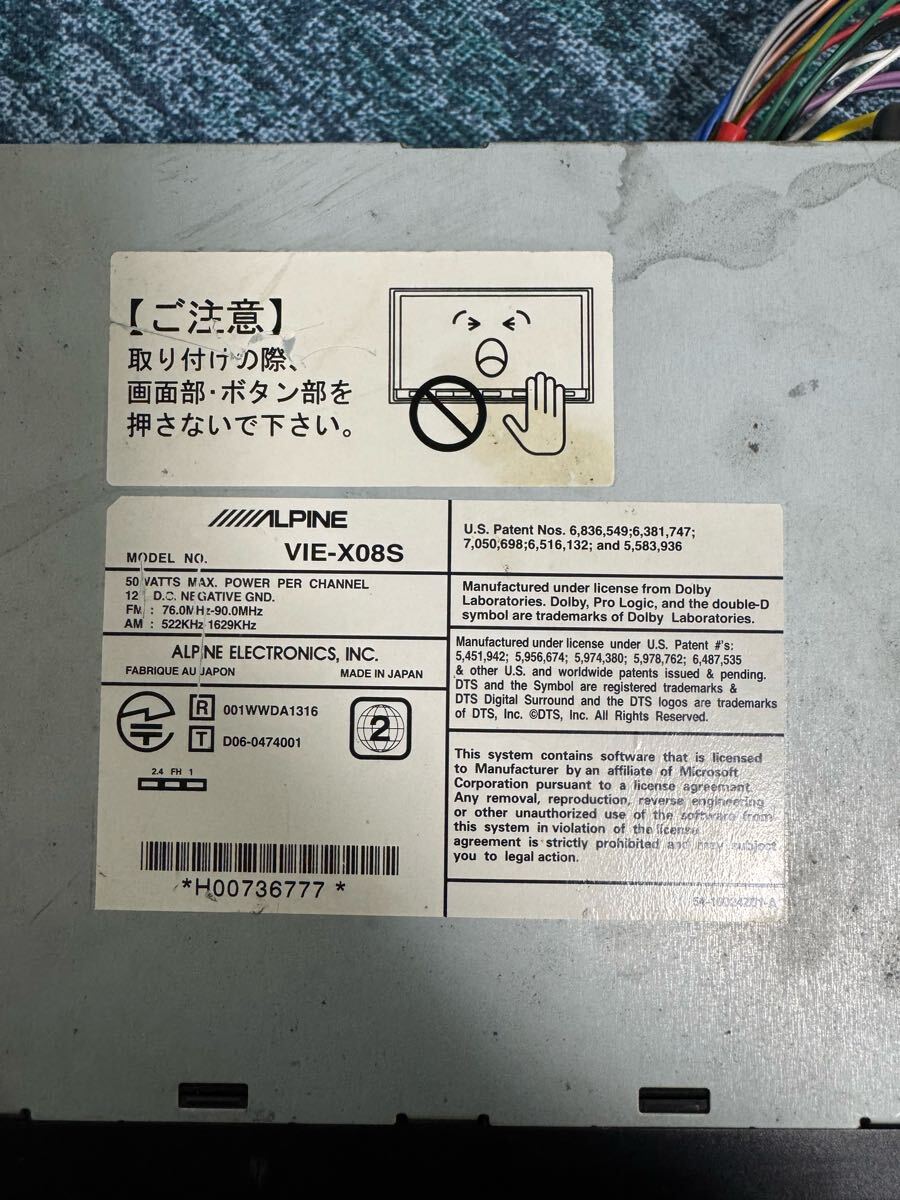 【ご注意】
取り付けの際、
画面部・ボタン部を
押さないで下さい。
ALPINE
MODEL NO. VIE-X08S
50 WATTS MAX. POWER PER CHANNEL
12 D.C. NEGATIVE GND.
FM : 76.0MHz-90.0MHz
AM : 522KHz 1629KHz
ALPINE ELECTRONICS, INC.
FABRIQUE AU JAPON MADE IN JAPAN
R 001WWDA1316
T D06-0474001
2
2.4 FH 1
*H00736777 *
U.S. Patent Nos. 6,836,549;6,381,747;
7,050,698;6,516,132; and 5,583,936
Manufactured under license from Dolby
Laboratories. Dolby, Pro Logic, and the double-D
symbol are trademarks of Dolby Laboratories.
Manufactured under license under U.S. Patent #'s:
5,451,942; 5,956,674; 5,974,380; 5,978,762; 6,487,535
& other U.S. and worldwide patents issued & pending.
DTS and the Symbol are registered trademarks &
DTS Digital Surround and the DTS logos are trademarks
of DTS, Inc. ©DTS, Inc. All Rights Reserved.
This system contains software that is licensed
to Manufacturer by an affiliate of Microsoft
Corporation pursuant to a license agreement.
Any removal, reproduction, reverse engineering
or other unauthorized use of the software from
this system in violation of the license
agreement is strictly prohibited and may subject
you to legal action.